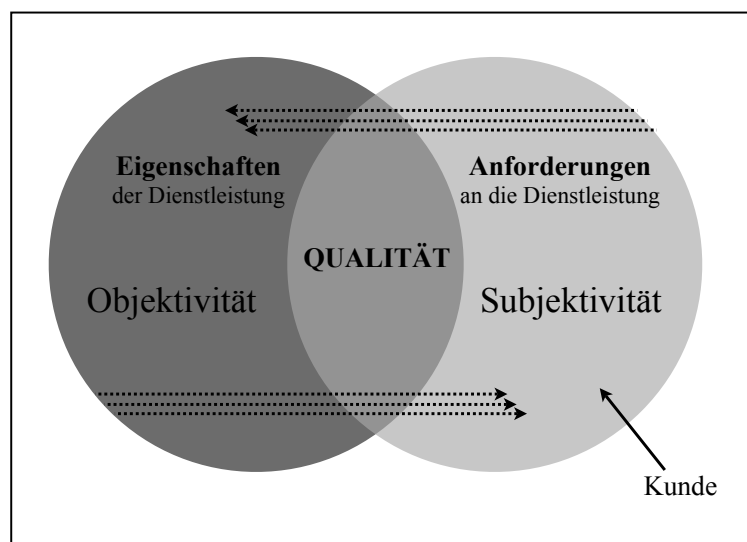 Eigenschaften
der Dienstleistung
Anforderungen
an die Dienstleistung
QUALITÄT
Objektivität
Subjektivität
Kunde